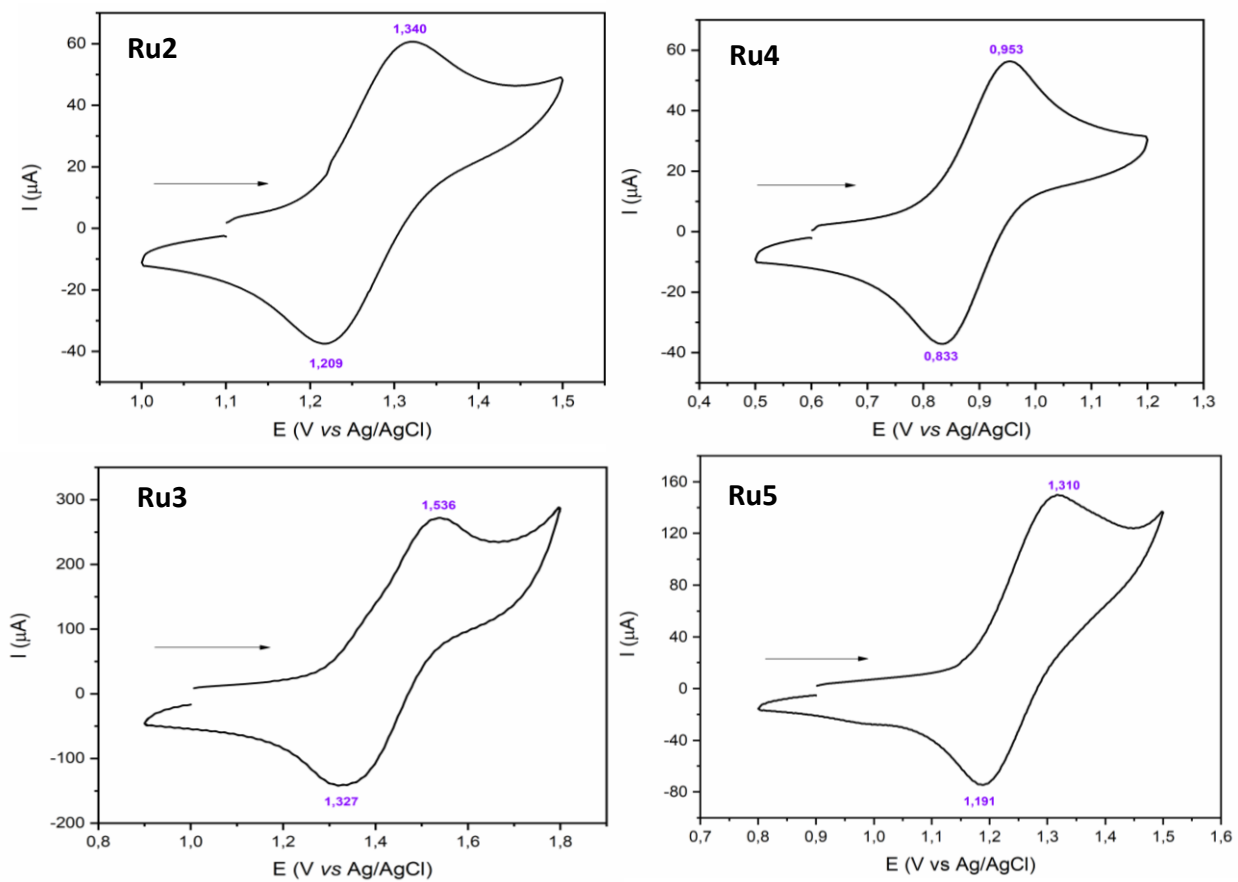 Ru2
1,340
60
40
20
0
-20
-40
I (μA)
1,209
1,0 1,1 1,2 1,3 1,4 1,5
E (V vs Ag/AgCl)
Ru4
0,953
60
40
20
0
-20
-40
I (μA)
0,833
0,4 0,5 0,6 0,7 0,8 0,9 1,0 1,1 1,2 1,3
E (V vs Ag/AgCl)
Ru3
1,536
300
200
100
0
-100
-200
I (μA)
1,327
0,8 1,0 1,2 1,4 1,6 1,8
E (V vs Ag/AgCl)
Ru5
1,310
160
120
80
40
0
-40
-80
I (μA)
1,191
0,7 0,8 0,9 1,0 1,1 1,2 1,3 1,4 1,5 1,6
E (V vs Ag/AgCl)